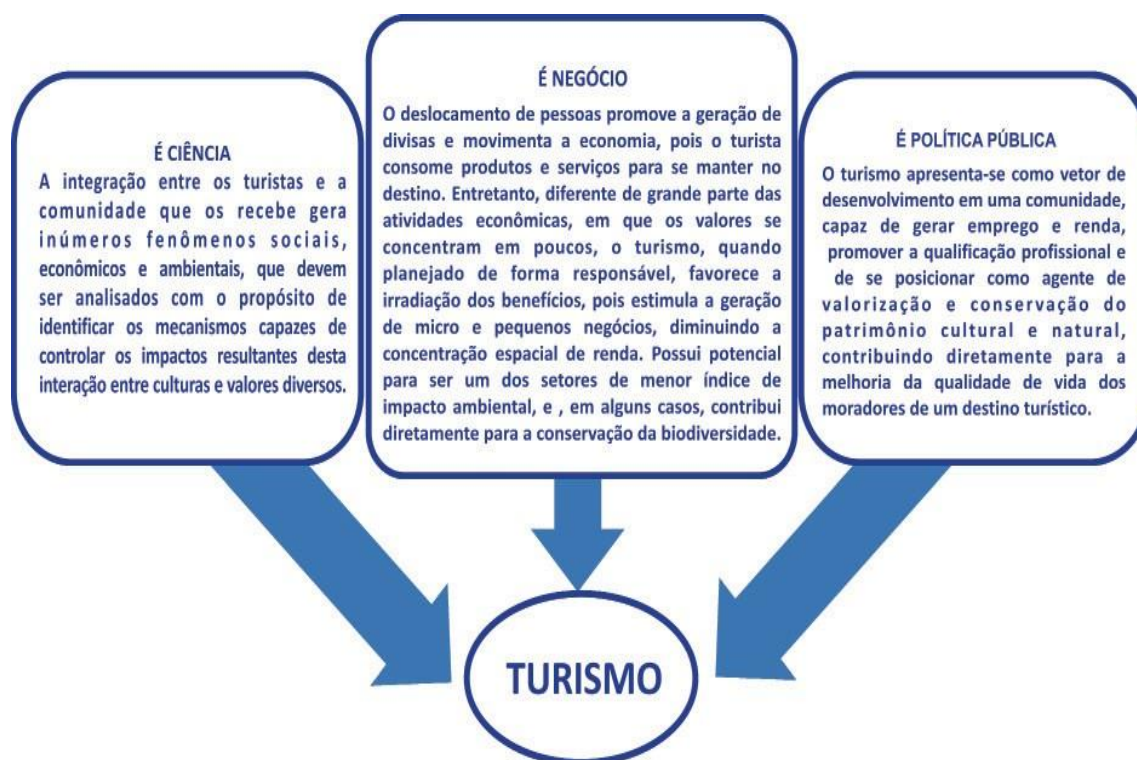 É CIÊNCIA
A integração entre os turistas e a
comunidade que os recebe gera
inúmeros fenômenos sociais,
econômicos e ambientais, que devem
ser analisados com o propósito de
identificar os mecanismos capazes de
controlar os impactos resultantes desta
interação entre culturas e valores diversos.
É NEGÓCIO
O deslocamento de pessoas promove a geração de
divisas e movimenta a economia, pois o turista
consome produtos e serviços para se manter no
destino. Entretanto, diferente de grande parte das
atividades econômicas, em que os valores se
concentram em poucos, o turismo, quando
planejado de forma responsável, favorece a
irradiação dos benefícios, pois estimula a geração
de micro e pequenos negócios, diminuindo a
concentração espacial de renda. Possui potencial
para ser um dos setores de menor índice de
impacto ambiental, e , em alguns casos, contribui
diretamente para a conservação da biodiversidade.
É POLÍTICA PÚBLICA
O turismo apresenta-se como vetor de
desenvolvimento em uma comunidade,
capaz de gerar emprego e renda,
promover a qualificação profissional e
de se posicionar como agente de
valorização e conservação do
patrimônio cultural e natural,
contribuindo diretamente para a
melhoria da qualidade de vida dos
moradores de um destino turístico.
TURISMO